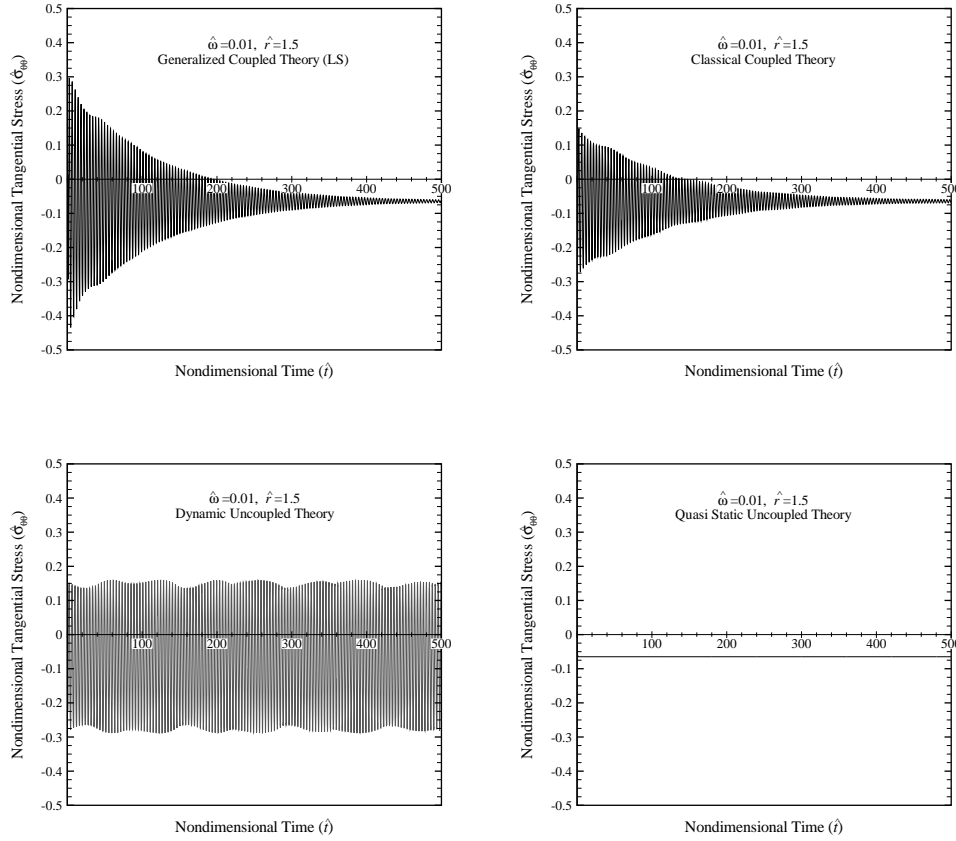 0.5
0.4
0.3
0.2
0.1
0
-0.1
-0.2
-0.3
-0.4
-0.5
Nondimensional Tangential Stress (σ̂θθ)
ω̂=0.01, r̂=1.5
Generalized Coupled Theory (LS)
100 200 300 400 500
Nondimensional Time (t̂)
0.5
0.4
0.3
0.2
0.1
0
-0.1
-0.2
-0.3
-0.4
-0.5
Nondimensional Tangential Stress (σ̂θθ)
ω̂=0.01, r̂=1.5
Classical Coupled Theory
100 200 300 400 500
Nondimensional Time (t̂)
0.5
0.4
0.3
0.2
0.1
0
-0.1
-0.2
-0.3
-0.4
-0.5
Nondimensional Tangential Stress (σ̂θθ)
ω̂=0.01, r̂=1.5
Dynamic Uncoupled Theory
100 200 300 400 500
Nondimensional Time (t̂)
0.5
0.4
0.3
0.2
0.1
0
-0.1
-0.2
-0.3
-0.4
-0.5
Nondimensional Tangential Stress (σ̂θθ)
ω̂=0.01, r̂=1.5
Quasi Static Uncoupled Theory
100 200 300 400 500
Nondimensional Time (t̂)